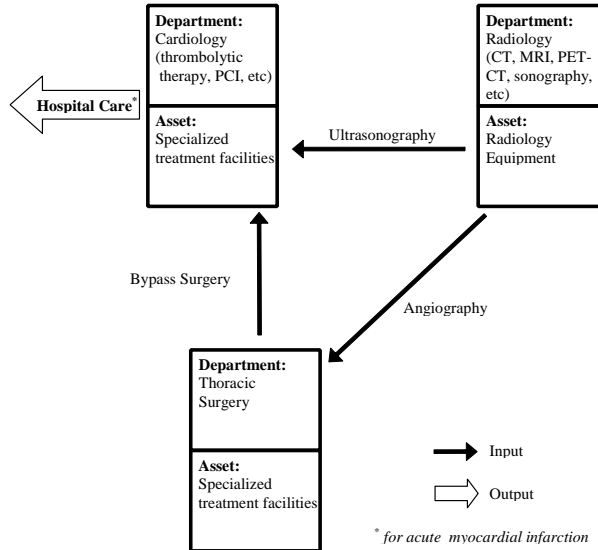 Department:
Cardiology
(thrombolytic
therapy, PCI, etc)
Asset:
Specialized
treatment facilities
Hospital Care*
Department:
Radiology
(CT, MRI, PET-
CT, sonography,
etc)
Asset:
Radiology
Equipment
Ultrasonography
Bypass Surgery
Angiography
Department:
Thoracic
Surgery
Asset:
Specialized
treatment facilities
Input
Output
* for acute myocardial infarction